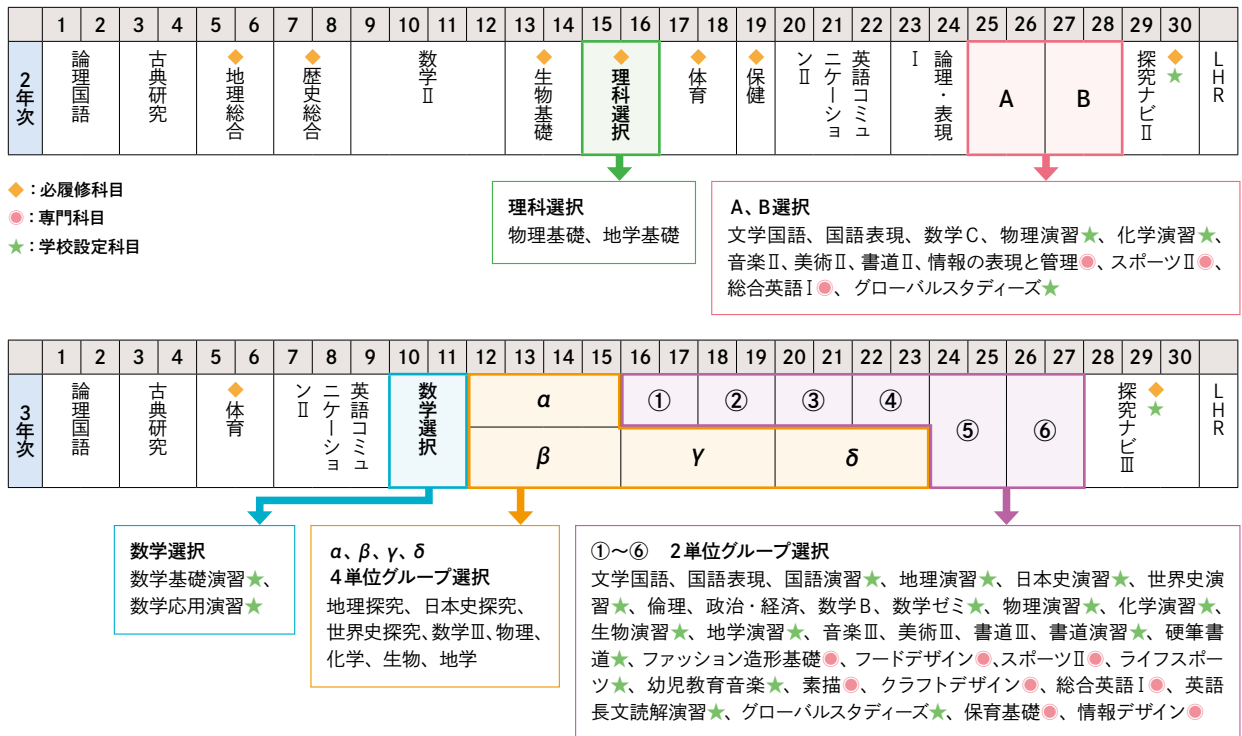 1 2 3 4 5 6 7 8 9 10 11 12 13 14 15 16 17 18 19 20 21 22 23 24 25 26 27 28 29 30
2年次
論理国語
古典研究
◆地理総合
◆歴史総合
数学Ⅱ
◆生物基礎
◆理科選択
◆体育
◆保健
英語コミュニケーションⅡ
論理・表現Ⅰ
A
B
探究ナビⅡ◆★
LHR
◆：必履修科目
◉：専門科目
★：学校設定科目
理科選択
物理基礎、地学基礎
A、B選択
文学国語、国語表現、数学C、物理演習★、化学演習★、
音楽Ⅱ、美術Ⅱ、書道Ⅱ、情報の表現と管理◉、スポーツⅡ◉、
総合英語Ⅰ◉、グローバルスタディーズ★
1 2 3 4 5 6 7 8 9 10 11 12 13 14 15 16 17 18 19 20 21 22 23 24 25 26 27 28 29 30
3年次
論理国語
古典研究
◆体育
英語コミュニケーションⅡ
数学選択
α
① ② ③ ④
β
γ
δ
⑤
⑥
探究ナビⅢ◆★
LHR
数学選択
数学基礎演習★、
数学応用演習★
α、β、γ、δ
4単位グループ選択
地理探究、日本史探究、
世界史探究、数学Ⅲ、物理、
化学、生物、地学
①〜⑥　2単位グループ選択
文学国語、国語表現、国語演習★、地理演習★、日本史演習★、世界史演
習★、倫理、政治・経済、数学B、数学ゼミ★、物理演習★、化学演習★、
生物演習★、地学演習★、音楽Ⅲ、美術Ⅲ、書道Ⅲ、書道演習★、硬筆書
道★、ファッション造形基礎◉、フードデザイン◉、スポーツⅡ◉、ライフスポー
ツ★、幼児教育音楽★、素描◉、クラフトデザイン◉、総合英語Ⅰ◉、英語
長文読解演習★、グローバルスタディーズ★、保育基礎◉、情報デザイン◉